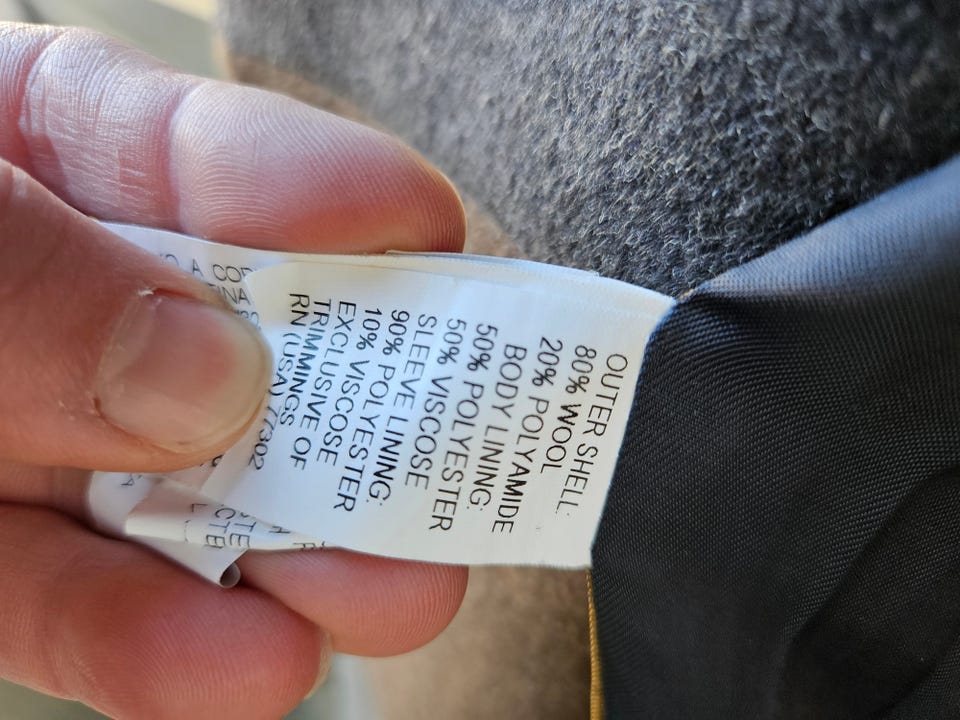 OUTER SHELL:
80% WOOL
20% POLYAMIDE
BODY LINING:
50% POLYESTER
50% VISCOSE
SLEEVE LINING:
90% POLYESTER
10% VISCOSE
EXCLUSIVE OF
TRIMMINGS
RN (USA) 77302